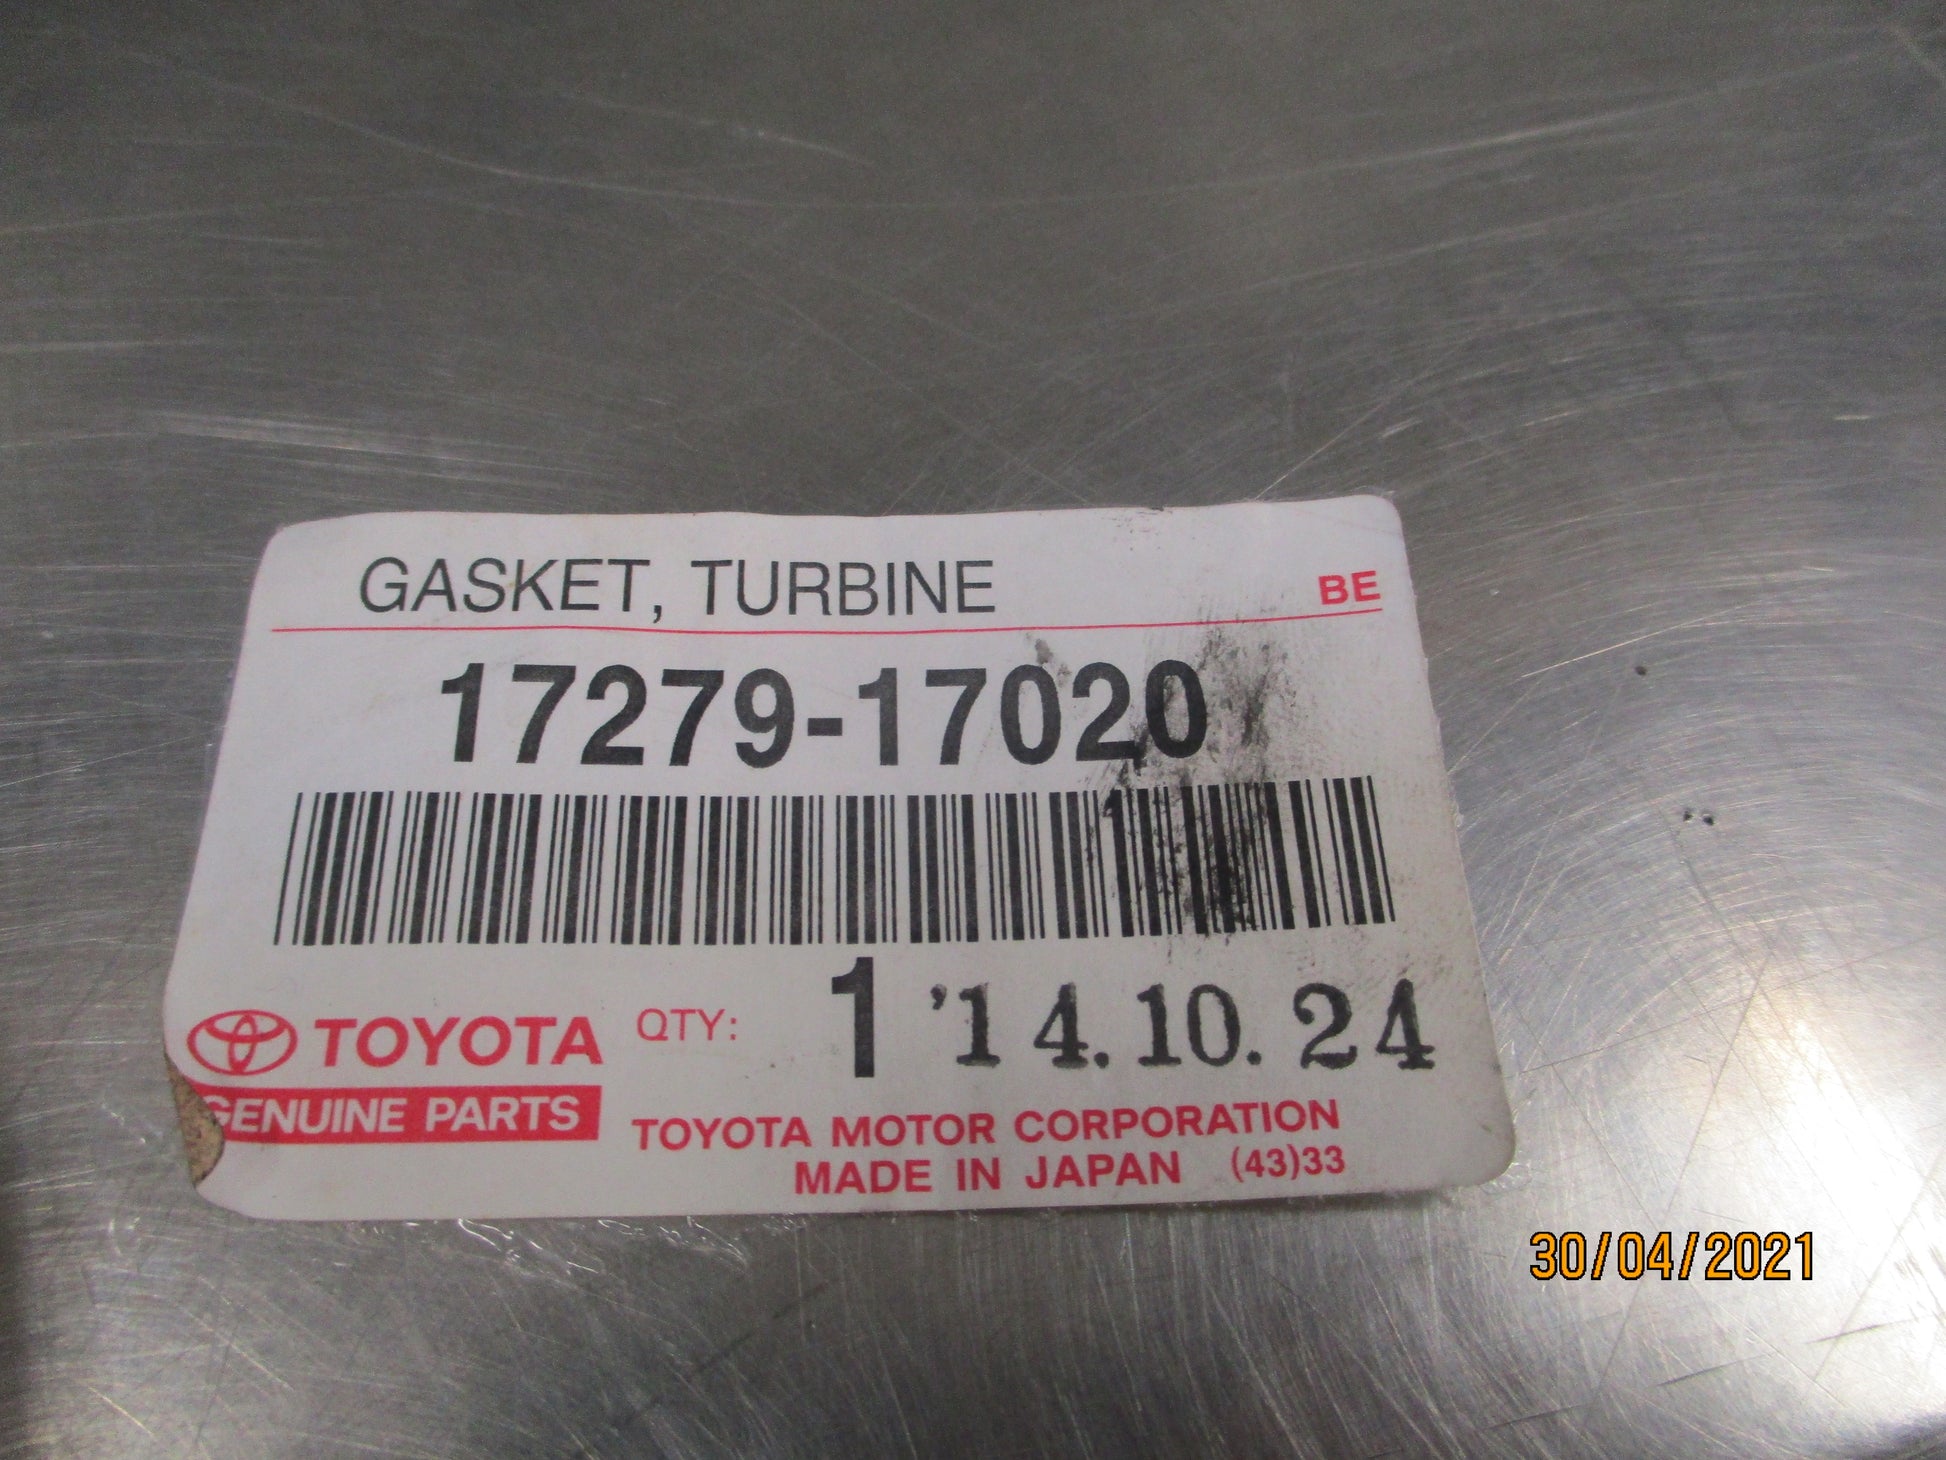 GASKET, TURBINE BE
17279-17020
TOYOTA QTY: 1 '14.10.24
GENUINE PARTS
TOYOTA MOTOR CORPORATION
MADE IN JAPAN (43)33
30/04/2021